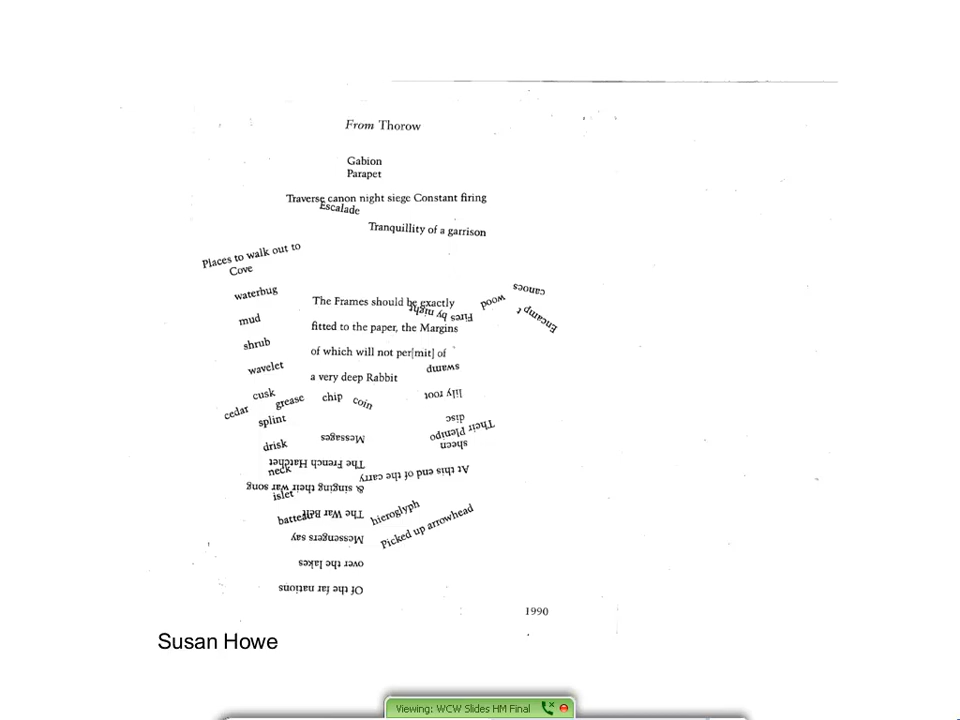 From Thorow
Gabion
Parapet
Traverse canon night siege Constant firing
Escalade
Tranquillity of a garrison
Places to walk out to
Cove
waterbug
mud
shrub
wavelet
cusk
cedar
grease
chip
coin
splint
drisk
neck
islet
batteau
hieroglyph
Picked up arrowhead
The Frames should be exactly
fitted to the paper, the Margins
of which will not per[mit] of
a very deep Rabbit
Fires by night
wood
canoes
Encampt
swamp
lily root
disc
Their Plenipo
sheen
At this end of the carry
Of the far nations
over the lakes
Messengers say
The War Belt
& singing their war song
The French Hatchet
Messages
1990
Susan Howe
Viewing: WCW Slides HM Final